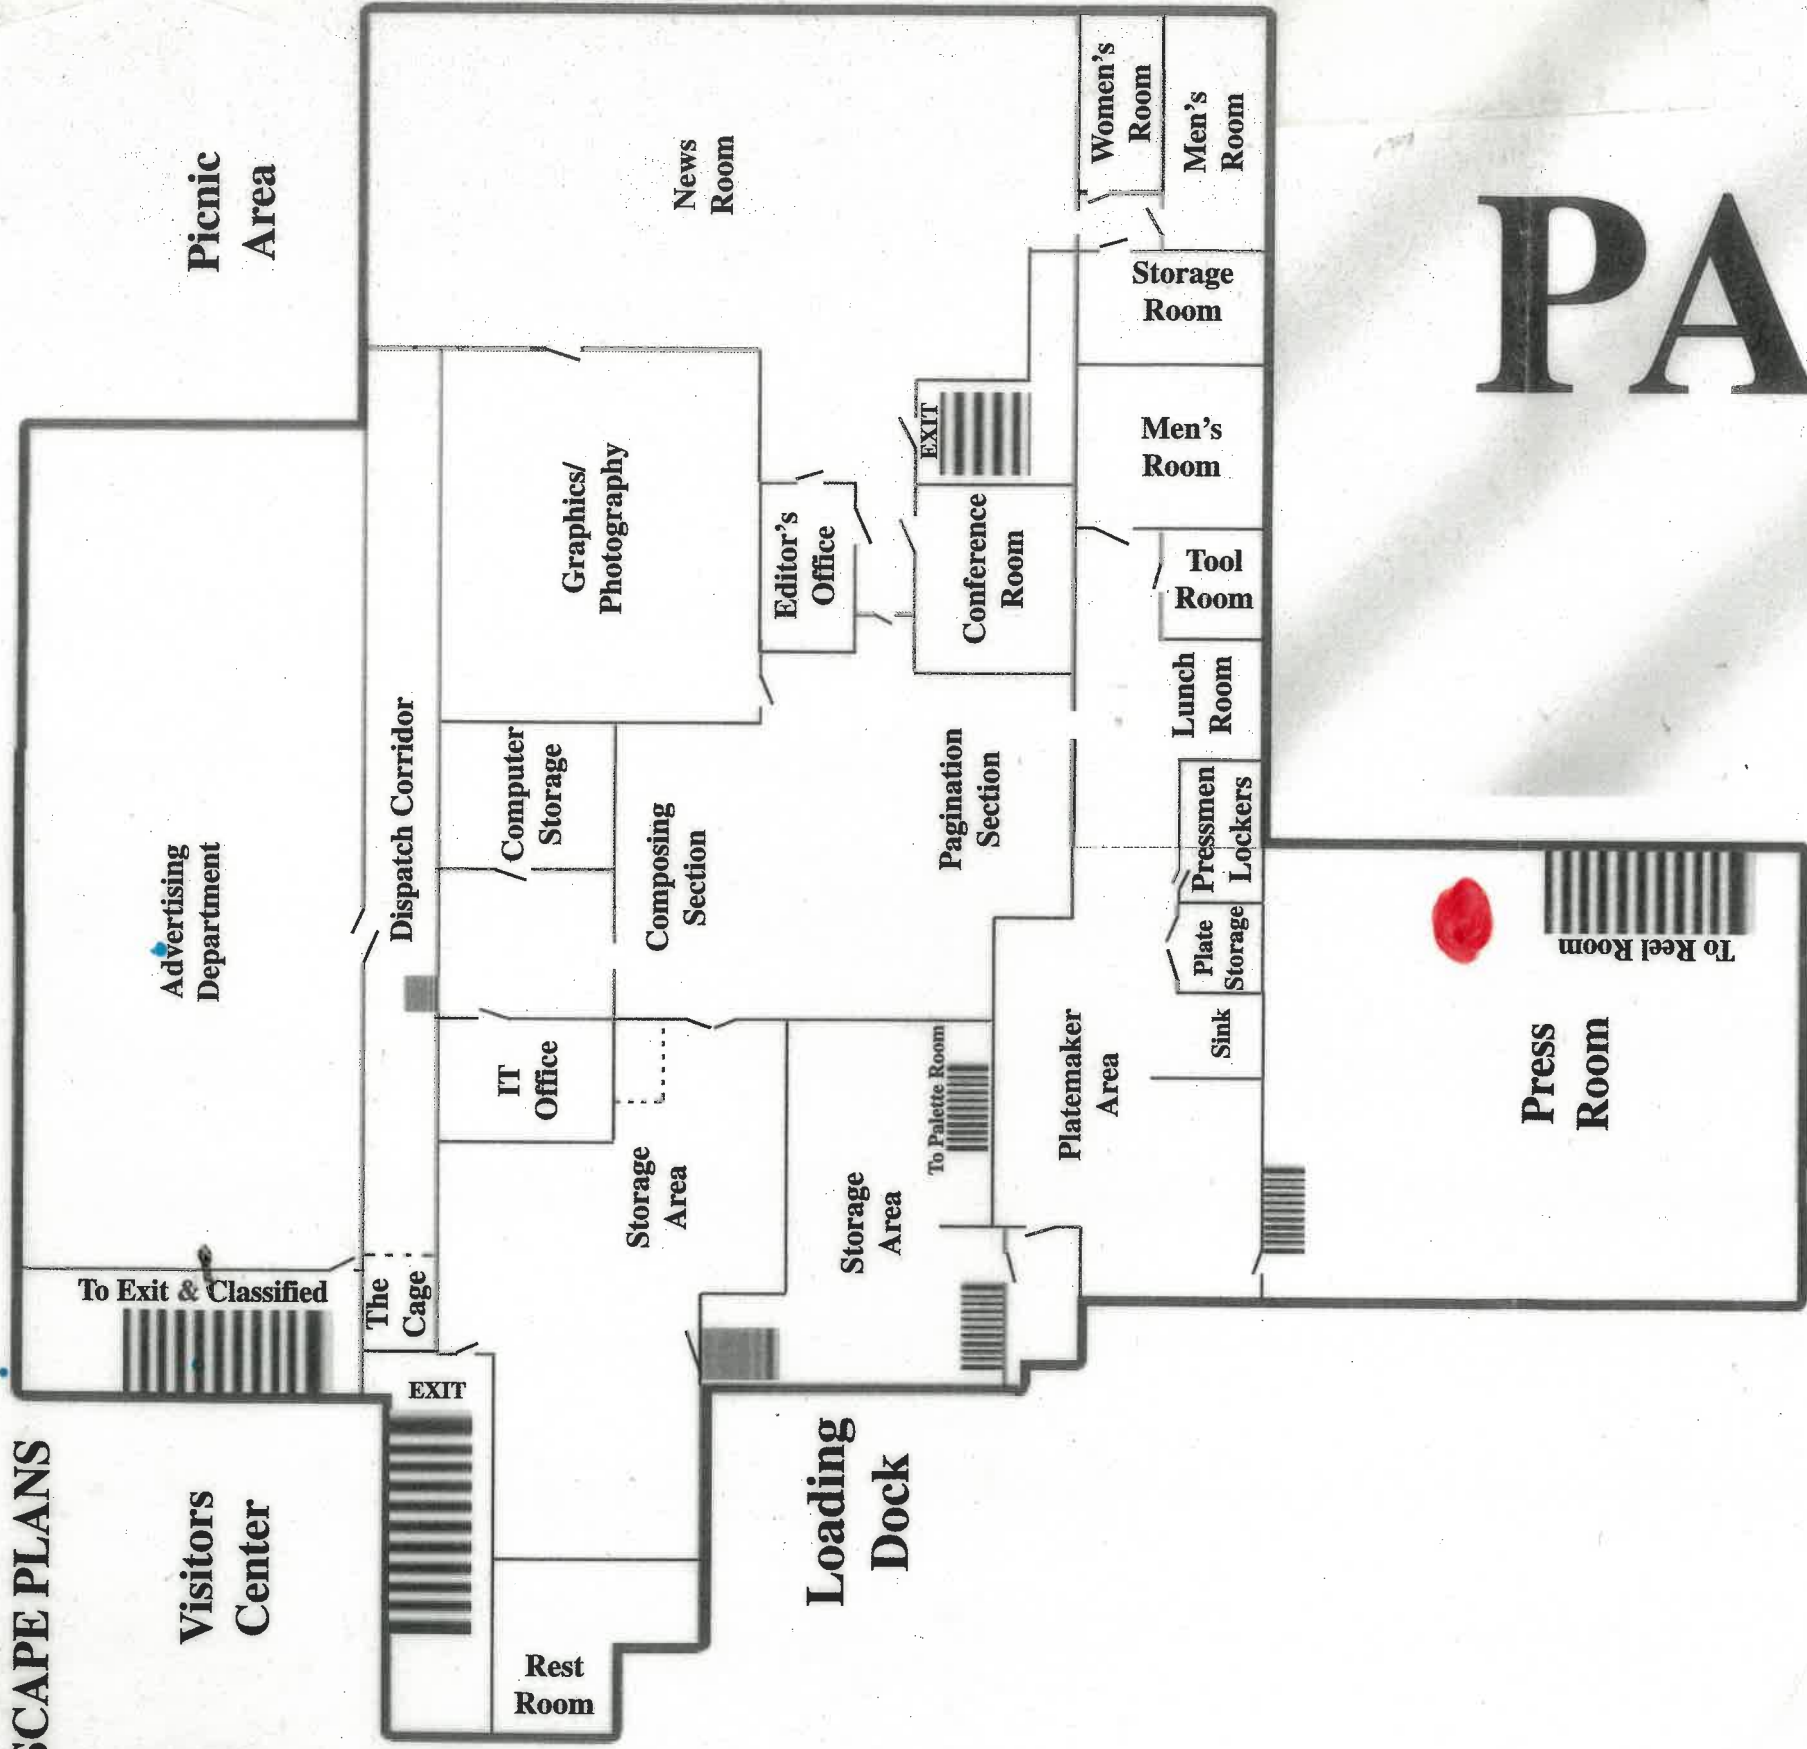 SCAPE PLANS
Visitors
Center
Picnic
Area
Advertising
Department
To Exit & Classified
Dispatch Corridor
The
Cage
EXIT
News
Room
Women's
Room
Men's
Room
Storage
Room
Men's
Room
EXIT
Graphics/
Photography
Editor's
Office
Conference
Room
Tool
Room
Lunch
Room
Computer
Storage
Composing
Section
Pagination
Section
Pressmen
Lockers
Plate
Storage
Sink
IT
Office
Storage
Area
Storage
Area
To Palette Room
Platemaker
Area
Press
Room
To Reel Room
Rest
Room
Loading
Dock
PA